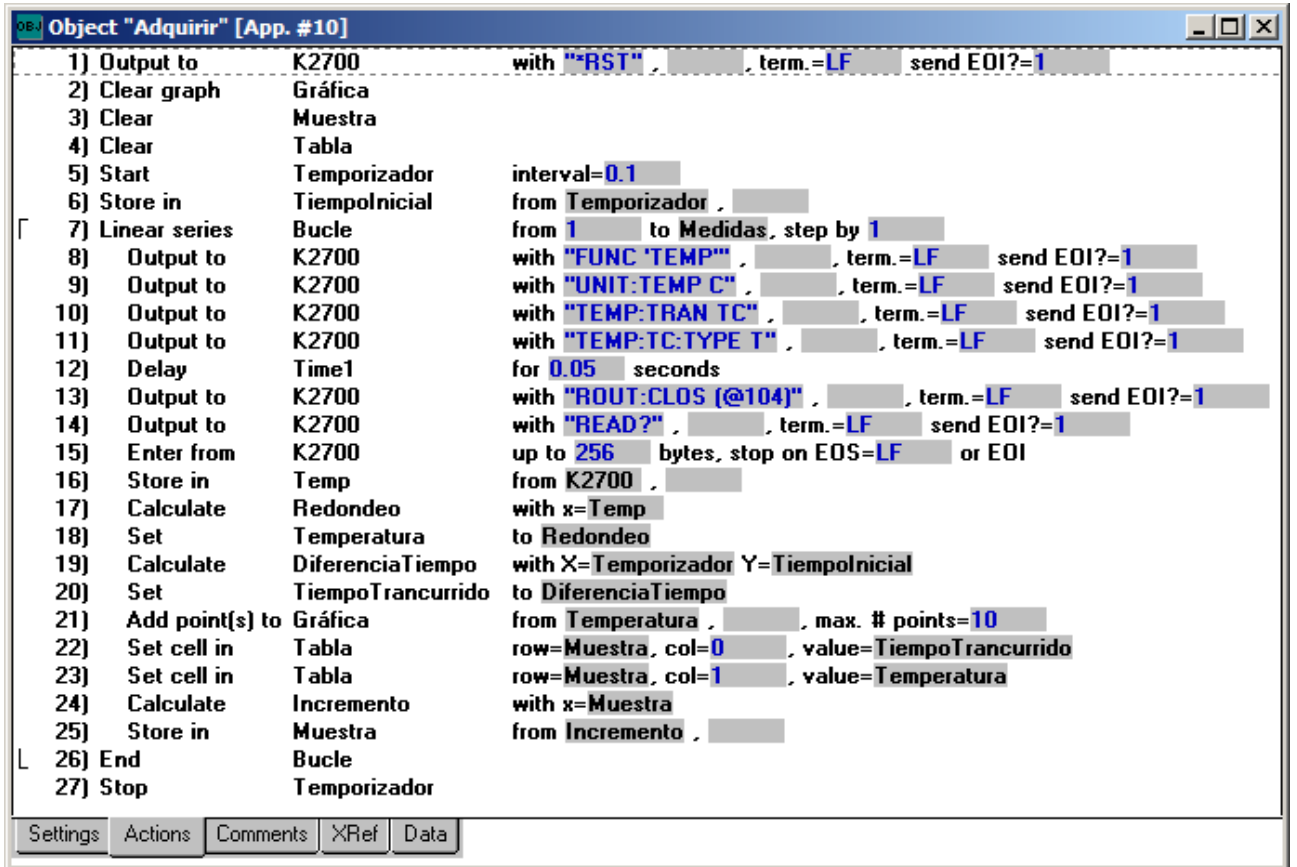 OBJ Object "Adquirir" [App. #10]
1) Output to K2700 with "*RST" , , term.=LF send EOI?=1
2) Clear graph Gráfica
3) Clear Muestra
4) Clear Tabla
5) Start Temporizador interval=0.1
6) Store in TiempoInicial from Temporizador ,
7) Linear series Bucle from 1 to Medidas, step by 1
8) Output to K2700 with "FUNC 'TEMP'" , , term.=LF send EOI?=1
9) Output to K2700 with "UNIT:TEMP C" , , term.=LF send EOI?=1
10) Output to K2700 with "TEMP:TRAN TC" , , term.=LF send EOI?=1
11) Output to K2700 with "TEMP:TC:TYPE T" , , term.=LF send EOI?=1
12) Delay Time1 for 0.05 seconds
13) Output to K2700 with "ROUT:CLOS (@104)" , , term.=LF send EOI?=1
14) Output to K2700 with "READ?" , , term.=LF send EOI?=1
15) Enter from K2700 up to 256 bytes, stop on EOS=LF or EOI
16) Store in Temp from K2700 ,
17) Calculate Redondeo with x=Temp
18) Set Temperatura to Redondeo
19) Calculate DiferenciaTiempo with X=Temporizador Y=TiempoInicial
20) Set TiempoTrancurrido to DiferenciaTiempo
21) Add point(s) to Gráfica from Temperatura , , max. # points=10
22) Set cell in Tabla row=Muestra, col=0 , value=TiempoTrancurrido
23) Set cell in Tabla row=Muestra, col=1 , value=Temperatura
24) Calculate Incremento with x=Muestra
25) Store in Muestra from Incremento ,
26) End Bucle
27) Stop Temporizador
Settings Actions Comments XRef Data